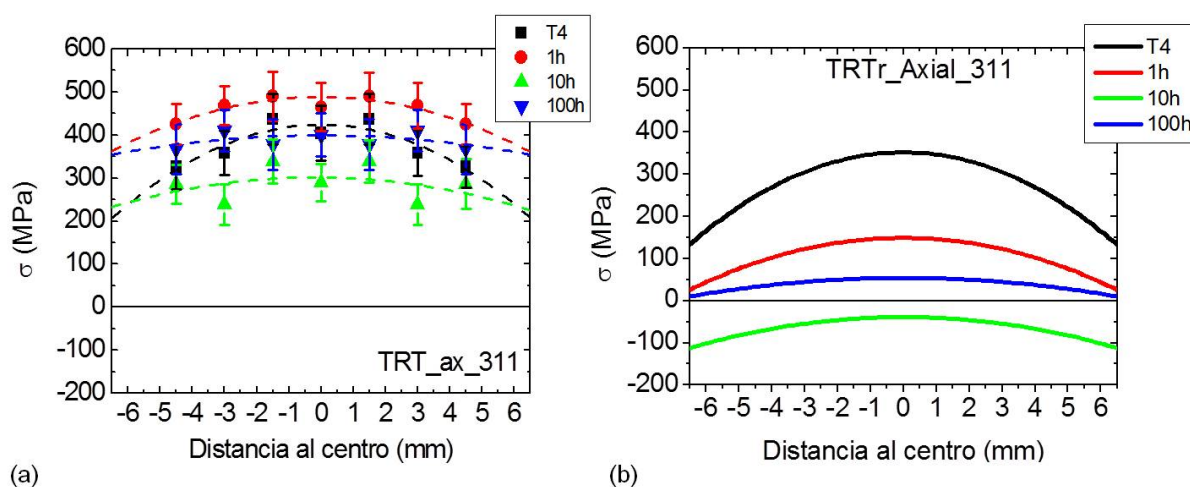 T4
1h
10h
100h
600
500
400
300
200
100
0
-100
-200
σ (MPa)
TRT_ax_311
-6 -5 -4 -3 -2 -1 0 1 2 3 4 5 6
Distancia al centro (mm)
(a)
T4
1h
10h
100h
TRTr_Axial_311
600
500
400
300
200
100
0
-100
-200
σ (MPa)
-6 -5 -4 -3 -2 -1 0 1 2 3 4 5 6
Distancia al centro (mm)
(b)